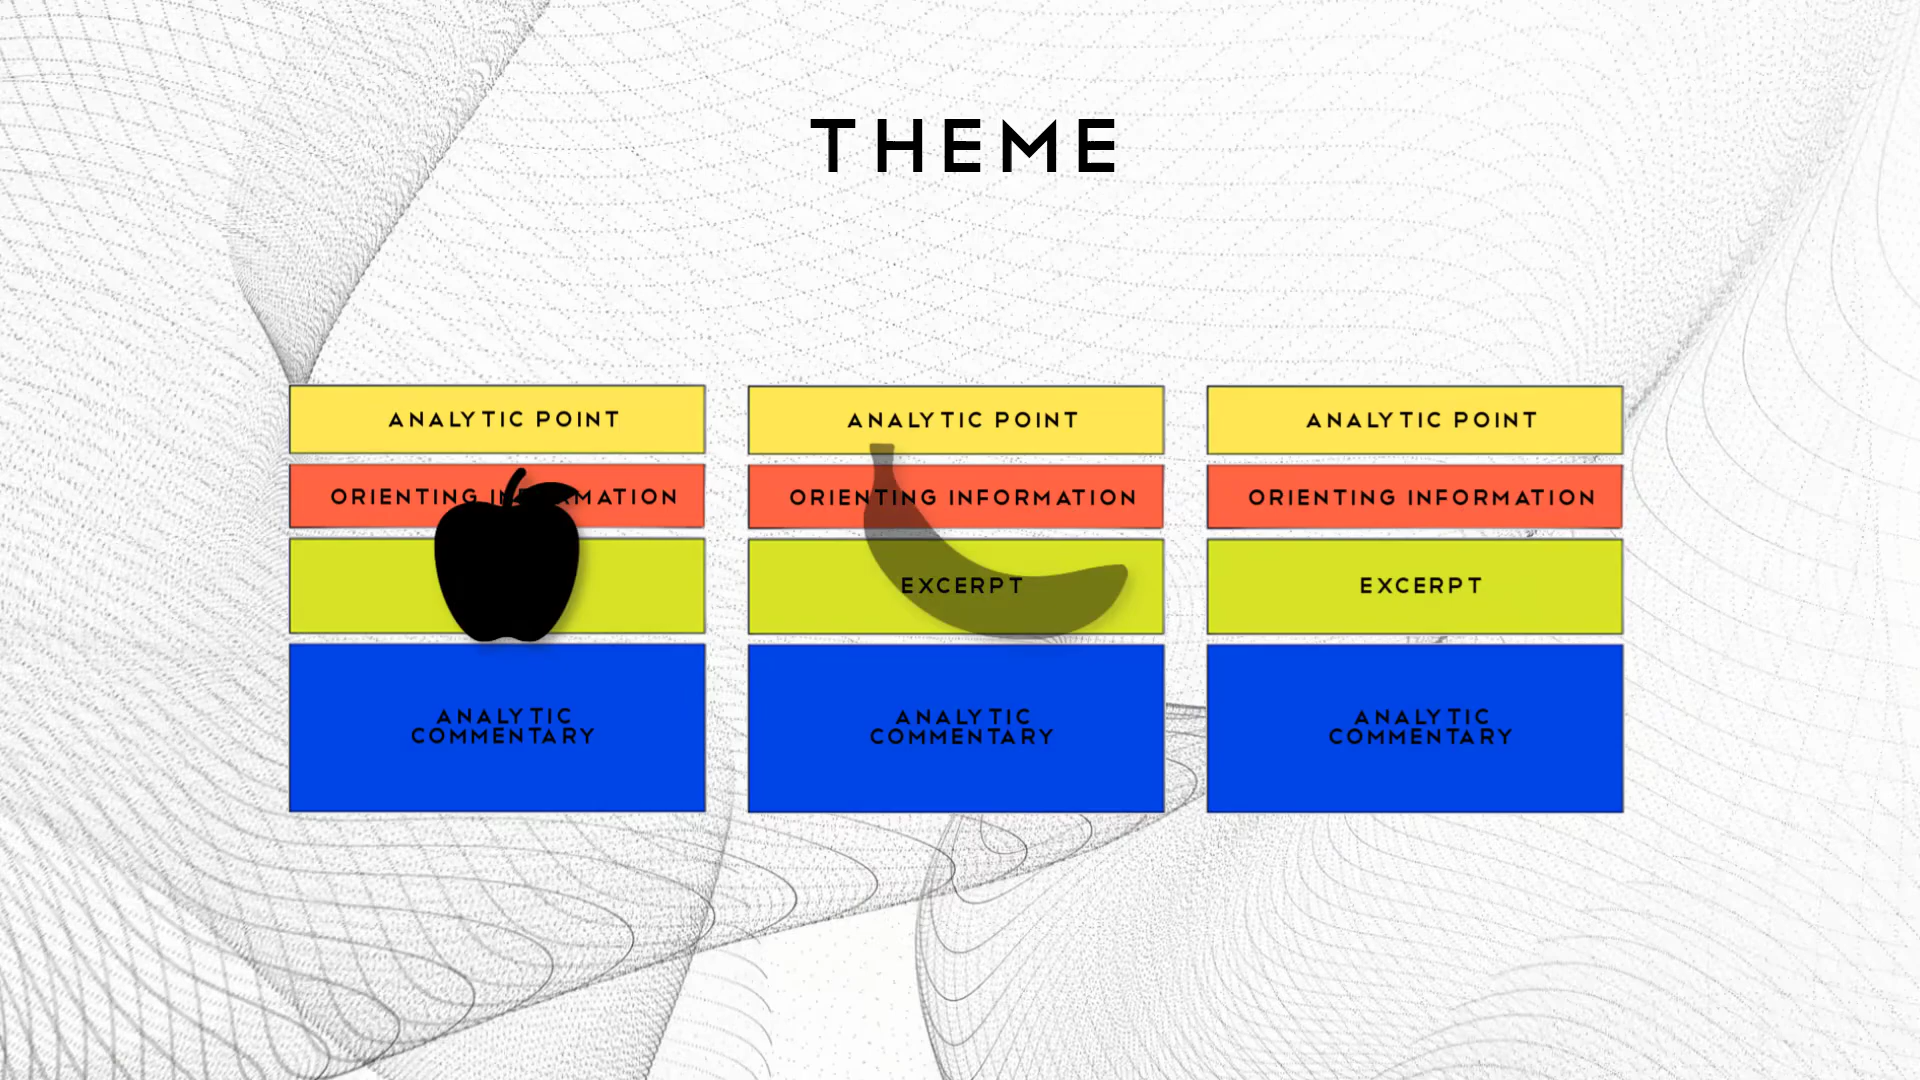 THEME
ANALYTIC POINT
ORIENTING
ANALYTIC
COMMENTARY
ANALYTIC POINT
ORIENTING INFORMATION
EXCERPT
ANALYTIC
COMMENTARY
ANALYTIC POINT
ORIENTING INFORMATION
EXCERPT
ANALYTIC
COMMENTARY